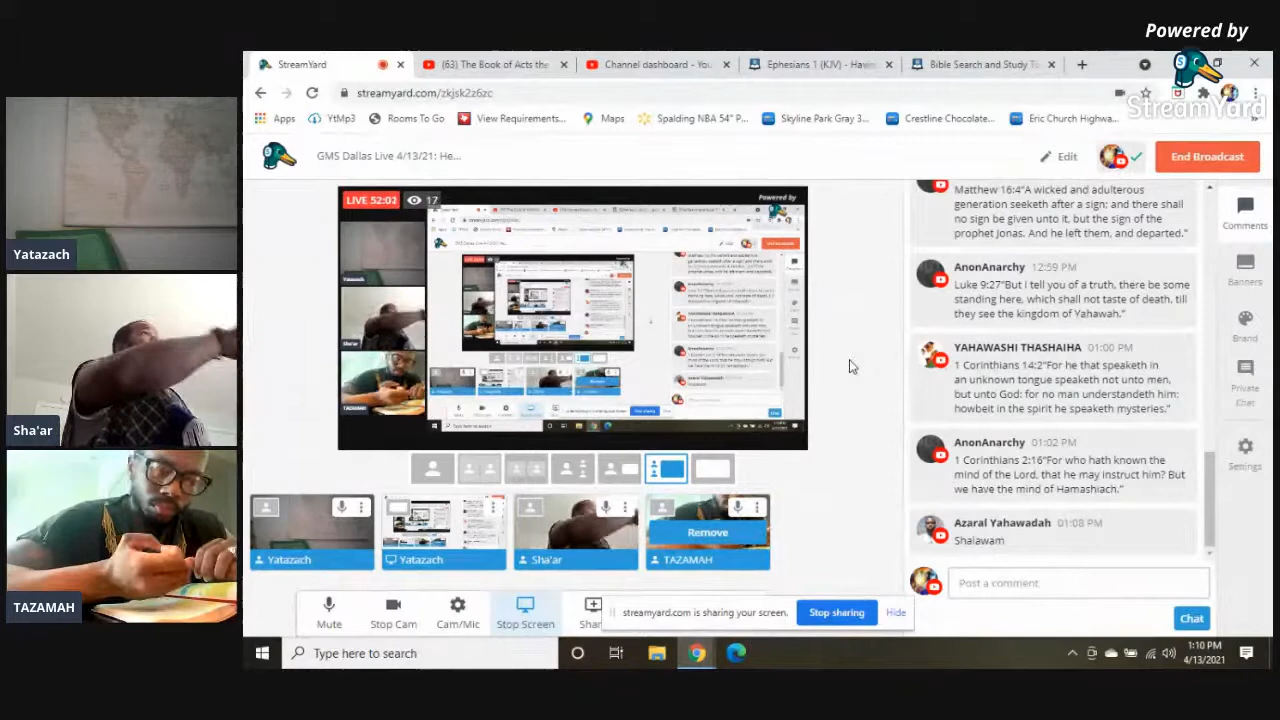 Powered by
StreamYard
StreamYard
(63) The Book of Acts the
Channel dashboard - You
Ephesians 1 (KJV) - Havin
Bible Search and Study To
streamyard.com/zkjsk2z6zc
Apps
YtMp3
Rooms To Go
View Requirements...
Maps
Spalding NBA 54" P...
Skyline Park Gray 3...
Crestline Chocolate...
Eric Church Highwa...
GMS Dallas Live 4/13/21: He...
Edit
End Broadcast
Yatazach
Sha'ar
TAZAMAH
LIVE 52:02
17
Powered by
Matthew 16:4"A wicked and adulterous
generation seeketh after a sign; and there shall
no sign be given unto it, but the sign of the
prophet Jonas. And he left them, and departed."
AnonAnarchy 12:59 PM
Luke 9:27"But I tell you of a truth, there be some
standing here, which shall not taste of death, till
they see the kingdom of Yahawah."
YAHAWASHI THASHAIHA 01:00 PM
1 Corinthians 14:2"For he that speaketh in
an unknown tongue speaketh not unto men,
but unto God: for no man understandeth him;
howbeit in the spirit he speaketh mysteries."
AnonAnarchy 01:02 PM
1 Corinthians 2:16"For who hath known the
mind of the Lord, that he may instruct him? But
we have the mind of Hamashiach."
Azaral Yahawadah 01:08 PM
Shalawam
Post a comment
Chat
Comments
Banners
Brand
Private
Chat
Settings
Yatazach
Yatazach
Sha'ar
Remove
TAZAMAH
Mute
Stop Cam
Cam/Mic
Stop Screen
Shar
streamyard.com is sharing your screen.
Stop sharing
Hide
Type here to search
1:10 PM
4/13/2021